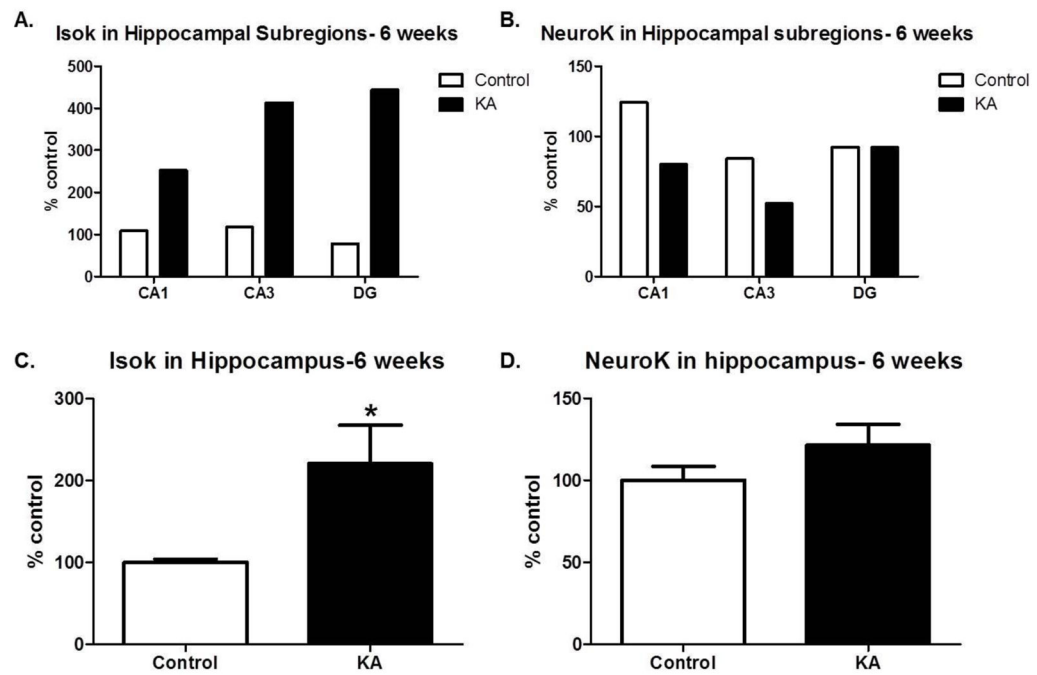 A.
Isok in Hippocampal Subregions- 6 weeks
500
400
300
200
100
0
% control
CA1 CA3 DG
Control
KA
B.
NeuroK in Hippocampal subregions- 6 weeks
150
100
50
0
% control
CA1 CA3 DG
Control
KA
C.
Isok in Hippocampus-6 weeks
300
200
100
0
% control
*
Control KA
D.
NeuroK in hippocampus- 6 weeks
150
100
50
0
% control
Control KA